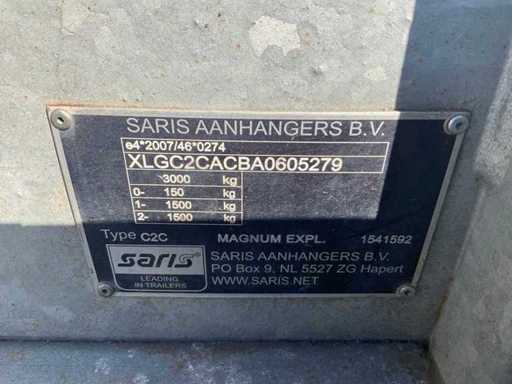 SARIS AANHANGERS B.V.
e4*2007/46*0274
XLGC2CACBA0605279
3000 kg
0- 150 kg
1- 1500 kg
2- 1500 kg
Type C2C MAGNUM EXPL. 1541592
saris
LEADING
IN TRAILERS
SARIS AANHANGERS B.V.
PO Box 9, NL 5527 ZG Hapert
WWW.SARIS.NET